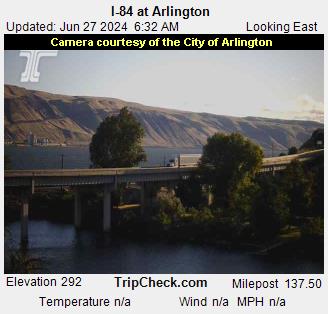 I-84 at Arlington
Updated: Jun 27 2024 6:32 AM Looking East
Camera courtesy of the City of Arlington
Elevation 292 TripCheck.com Milepost 137.50
Temperature n/a Wind n/a MPH n/a